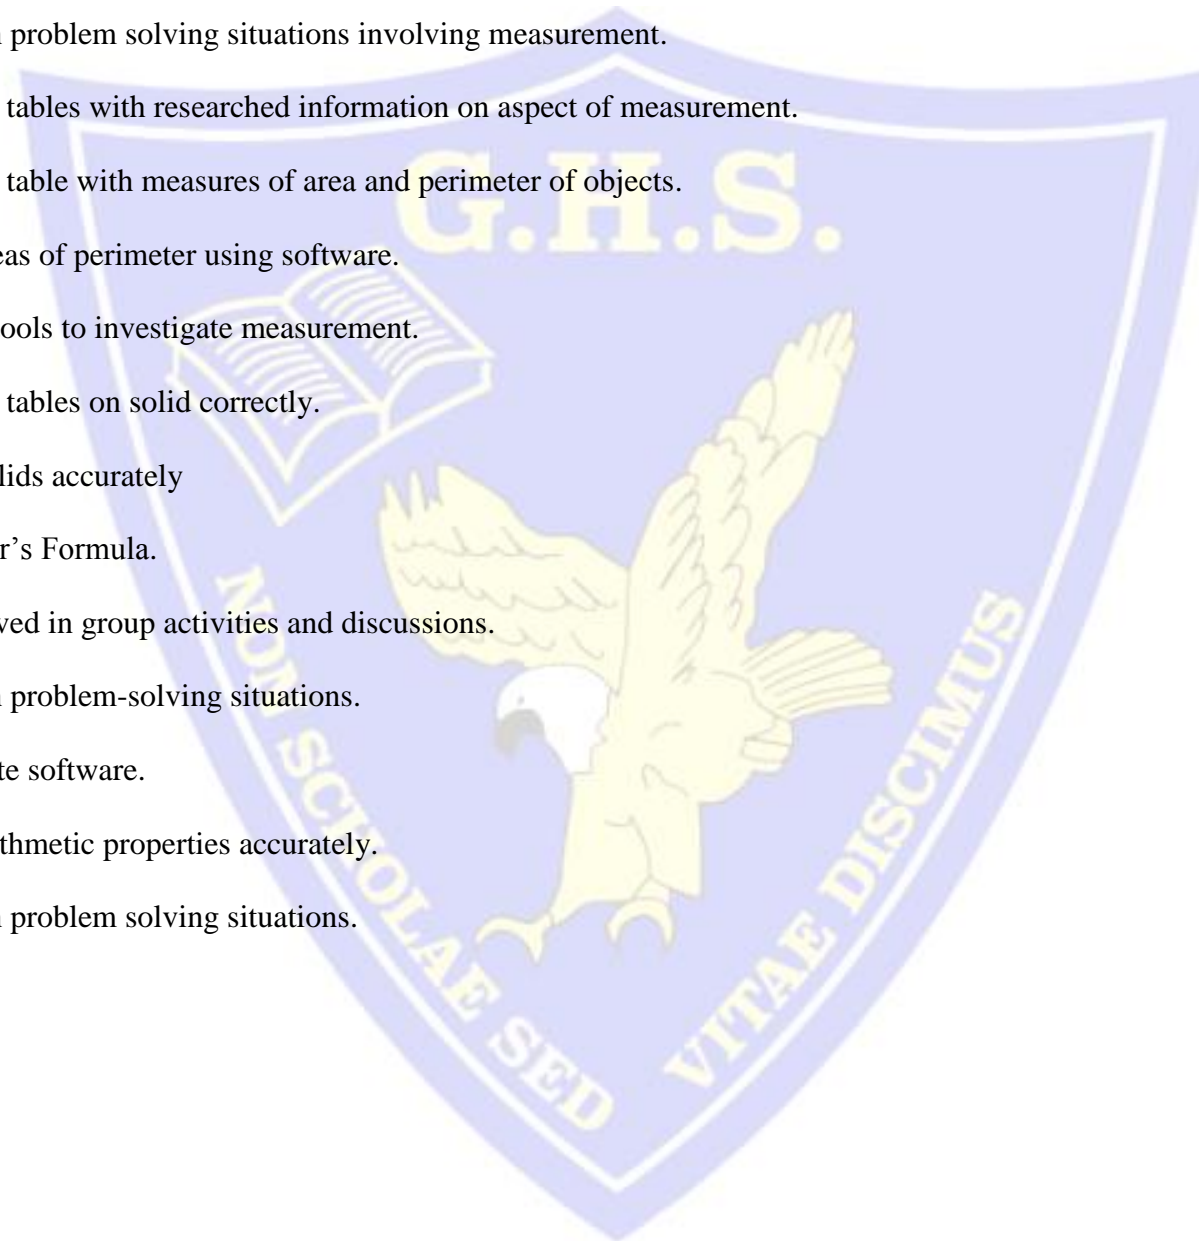 problem solving situations involving measurement.
tables with researched information on aspect of measurement.
table with measures of area and perimeter of objects.
eas of perimeter using software.
ools to investigate measurement.
tables on solid correctly.
lids accurately
r’s Formula.
wed in group activities and discussions.
problem-solving situations.
te software.
thmetic properties accurately.
problem solving situations.
G.H.S.
NON SCHOLAE SED
VITAE DISCIMUS